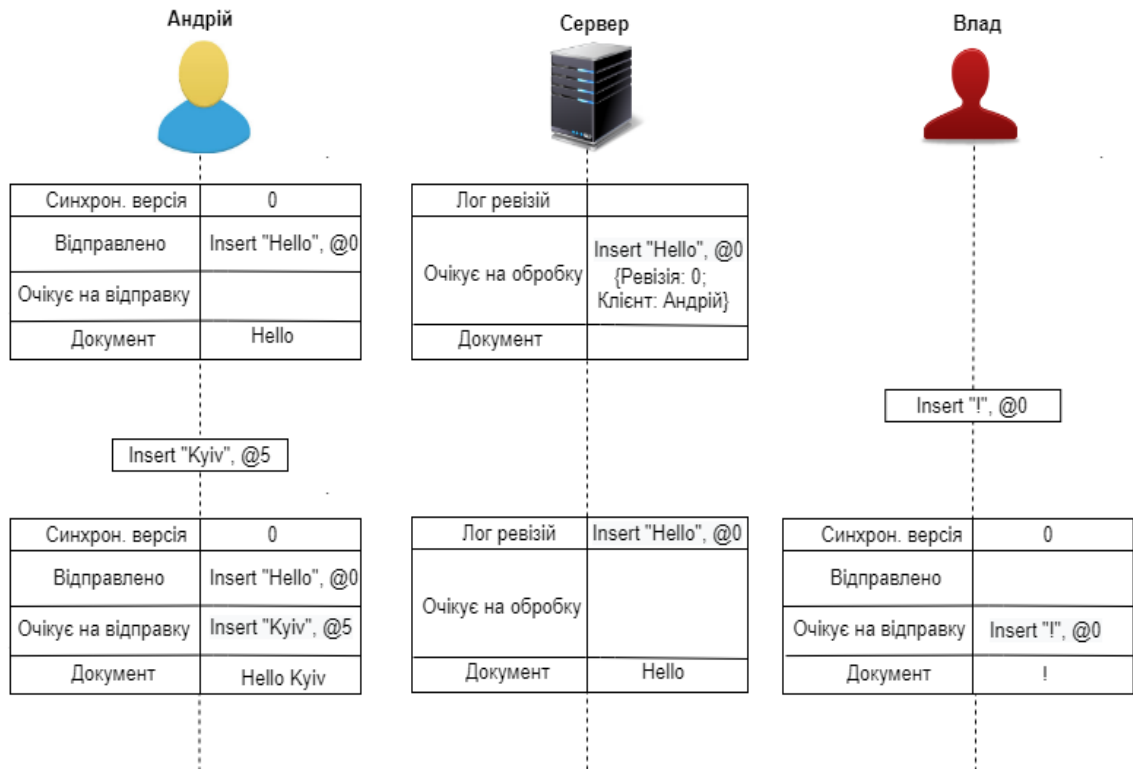 Андрій
Сервер
Влад
Синхрон. версія 0
Відправлено Insert "Hello", @0
Очікує на відправку
Документ Hello
Лог ревізій
Очікує на обробку
Insert "Hello", @0
{Ревізія: 0;
Клієнт: Андрій}
Документ
Insert "!", @0
Insert "Kyiv", @5
Синхрон. версія 0
Відправлено Insert "Hello", @0
Очікує на відправку Insert "Kyiv", @5
Документ Hello Kyiv
Лог ревізій Insert "Hello", @0
Очікує на обробку
Документ Hello
Синхрон. версія 0
Відправлено
Очікує на відправку Insert "!", @0
Документ !